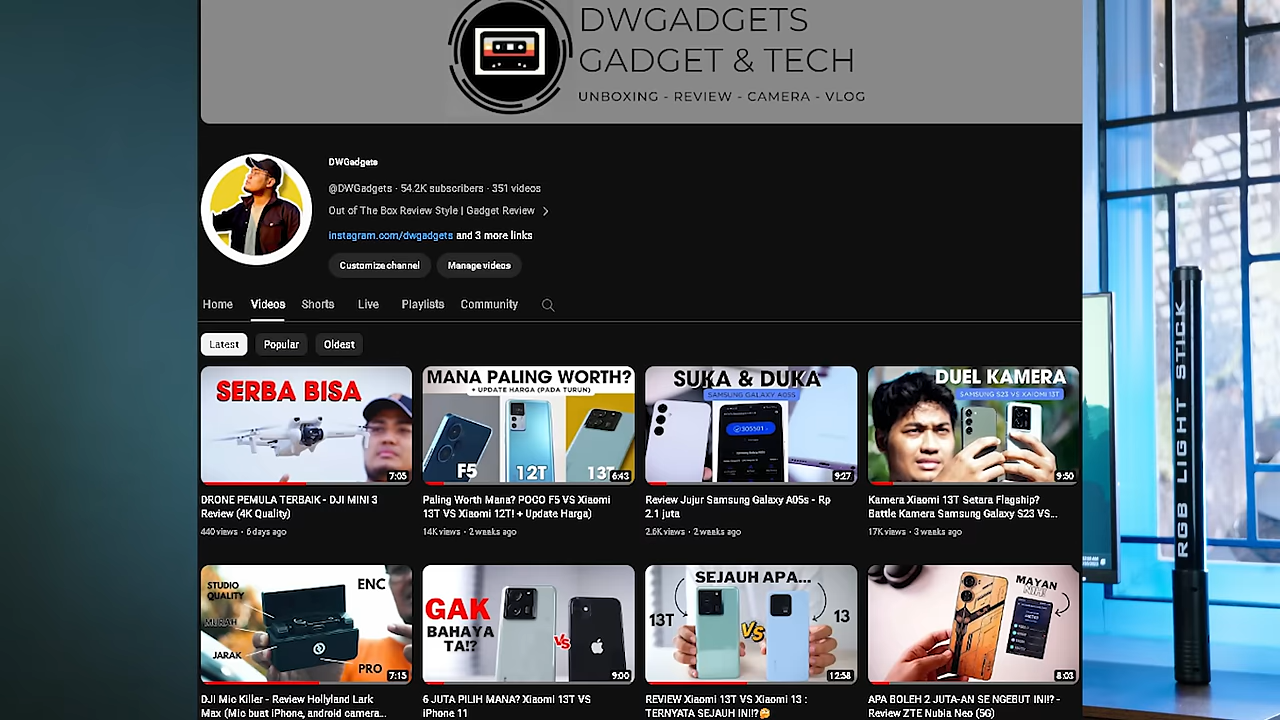 DWGADGETS
GADGET & TECH
UNBOXING - REVIEW - CAMERA - VLOG
DWGadgets
@DWGadgets · 54.2K subscribers · 351 videos
Out of The Box Review Style | Gadget Review
instagram.com/dwgadgets and 3 more links
Customize channel
Manage videos
Home Videos Shorts Live Playlists Community
Latest Popular Oldest
SERBA BISA
7:05
MANA PALING WORTH?
+ UPDATE HARGA (PADA TURUN)
F5 12T 13T
6:43
SUKA & DUKA
SAMSUNG GALAXY A05S
305501
9:27
DUEL KAMERA
SAMSUNG S23 VS XAIOMI 13T
9:50
DRONE PEMULA TERBAIK - DJI MINI 3
Review (4K Quality)
440 views · 6 days ago
Paling Worth Mana? POCO F5 VS Xiaomi
13T VS Xiaomi 12T! + Update Harga)
14K views · 2 weeks ago
Review Jujur Samsung Galaxy A05s - Rp
2.1 juta
2.6K views · 2 weeks ago
Kamera Xiaomi 13T Setara Flagship?
Battle Kamera Samsung Galaxy S23 VS...
17K views · 3 weeks ago
STUDIO
QUALITY
MURAH
JARAK
ENC
PRO
7:15
GAK
BAHAYA
TA!?
VS
9:00
SEJAUH APA...
13T
VS
13
12:58
MAYAN
NIH!
8:03
DJI Mic Killer - Review Hollyland Lark
Max (Mic buat iPhone, android camera...
6 JUTA PILIH MANA? Xiaomi 13T VS
iPhone 11
REVIEW Xiaomi 13T VS Xiaomi 13 :
TERNYATA SEJAUH INI!?🤔
APA BOLEH 2 JUTA-AN SE NGEBUT INI!? -
Review ZTE Nubia Neo (5G)
RGB LIGHT STICK